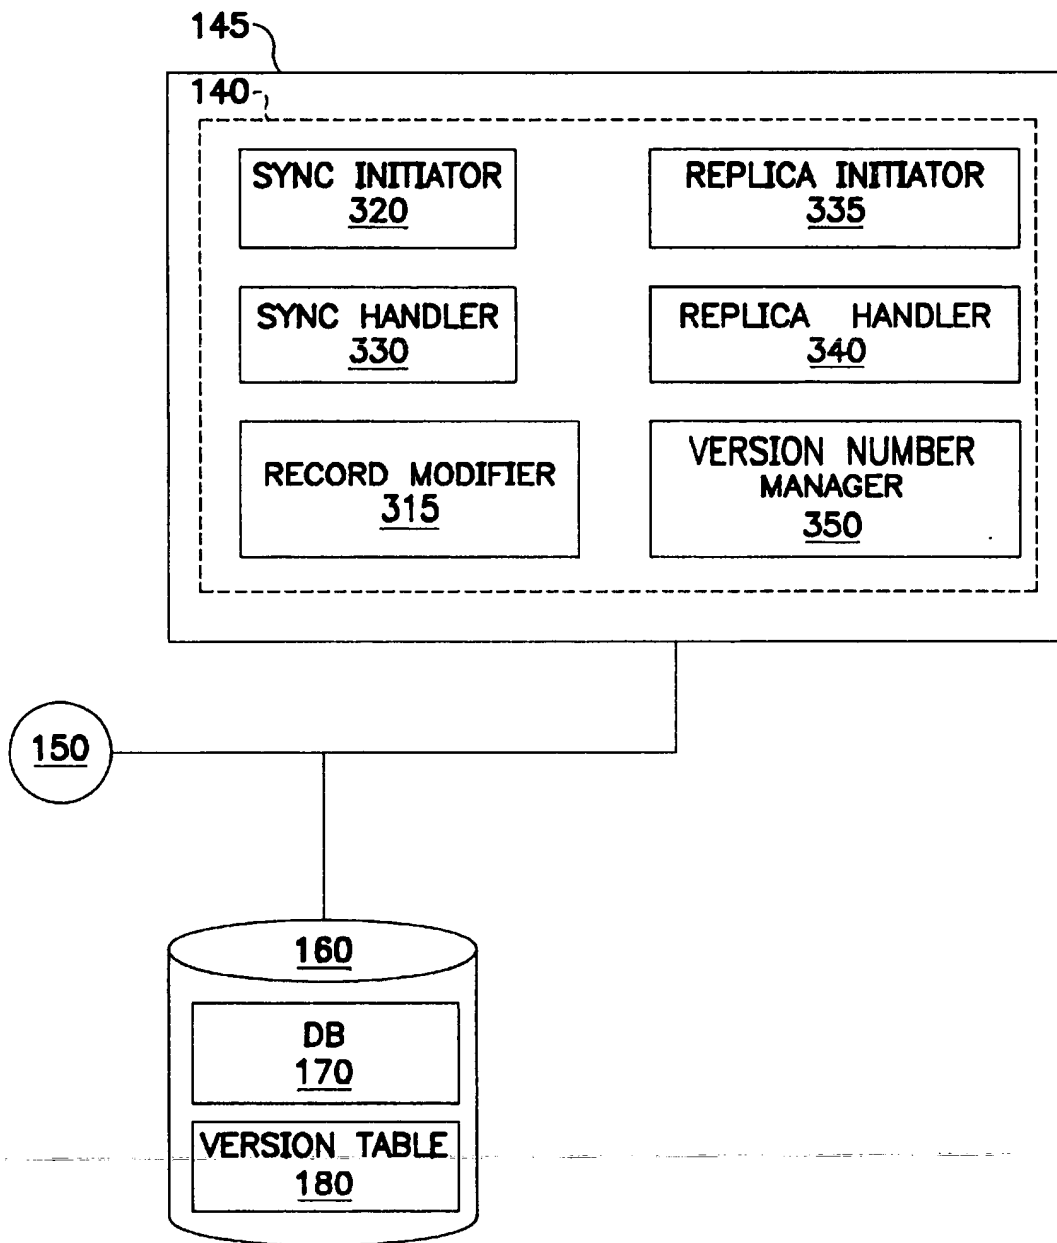 145
140
SYNC INITIATOR
320
REPLICA INITIATOR
335
SYNC HANDLER
330
REPLICA HANDLER
340
RECORD MODIFIER
315
VERSION NUMBER
MANAGER
350
150
160
DB
170
VERSION TABLE
180